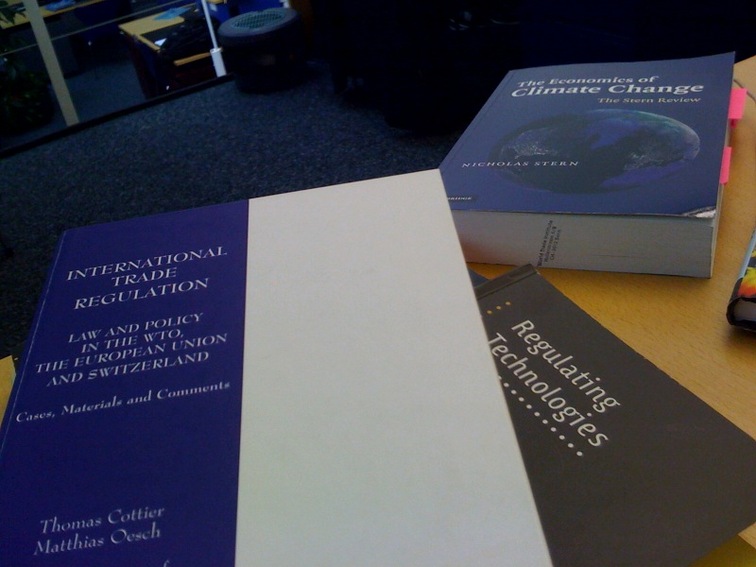 INTERNATIONAL
TRADE
REGULATION
LAW AND POLICY
IN THE WTO,
THE EUROPEAN UNION
AND SWITZERLAND
Cases, Materials and Comments
Thomas Cottier
Matthias Oesch
The Economics of
Climate Change
The Stern Review
NICHOLAS STERN
Regulating
Technologies